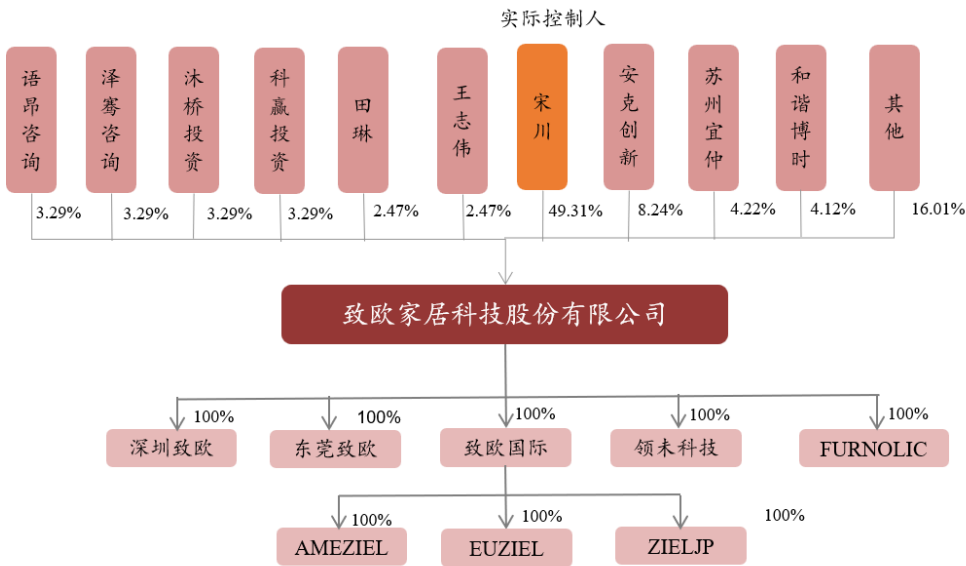 实际控制人
语昂咨询
泽骞咨询
沐桥投资
科赢投资
田琳
王志伟
宋川
安克创新
苏州宜仲
和谐博时
其他
3.29%
3.29%
3.29%
3.29%
2.47%
2.47%
49.31%
8.24%
4.22%
4.12%
16.01%
致欧家居科技股份有限公司
100%
100%
100%
100%
100%
深圳致欧
东莞致欧
致欧国际
领未科技
FURNOLIC
100%
100%
100%
AMEZIEL
EUZIEL
ZIELJP